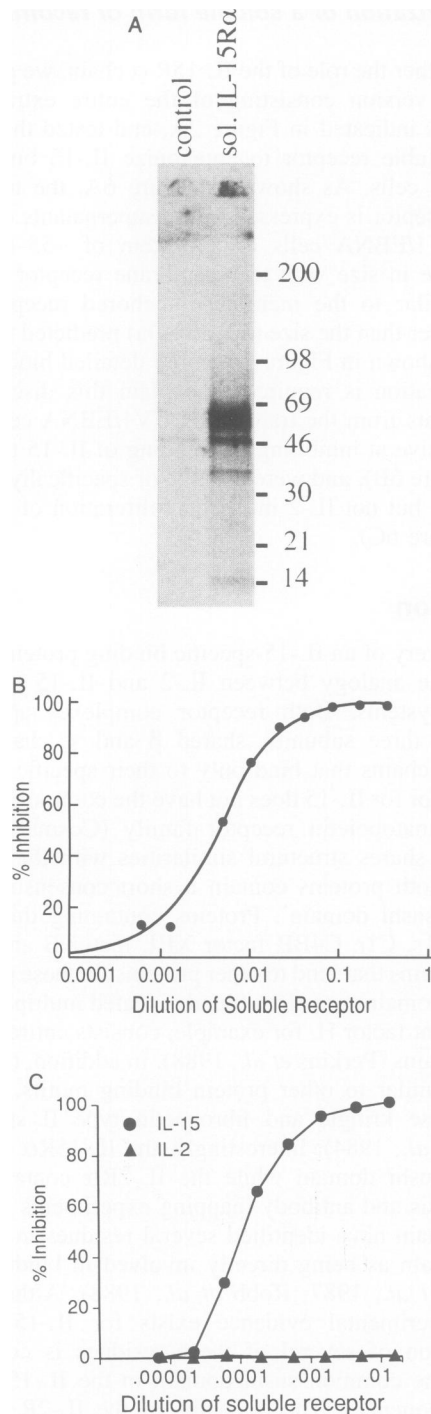 A
control
sol. IL-15Rα
200
98
69
46
30
21
14
B
100
80
60
40
20
0
% Inhibition
0.0001
0.001
0.01
0.1
1
Dilution of Soluble Receptor
C
IL-15
IL-2
100
80
60
40
20
0
% Inhibition
.000001
.00001
.0001
.001
.01
Dilution of soluble receptor